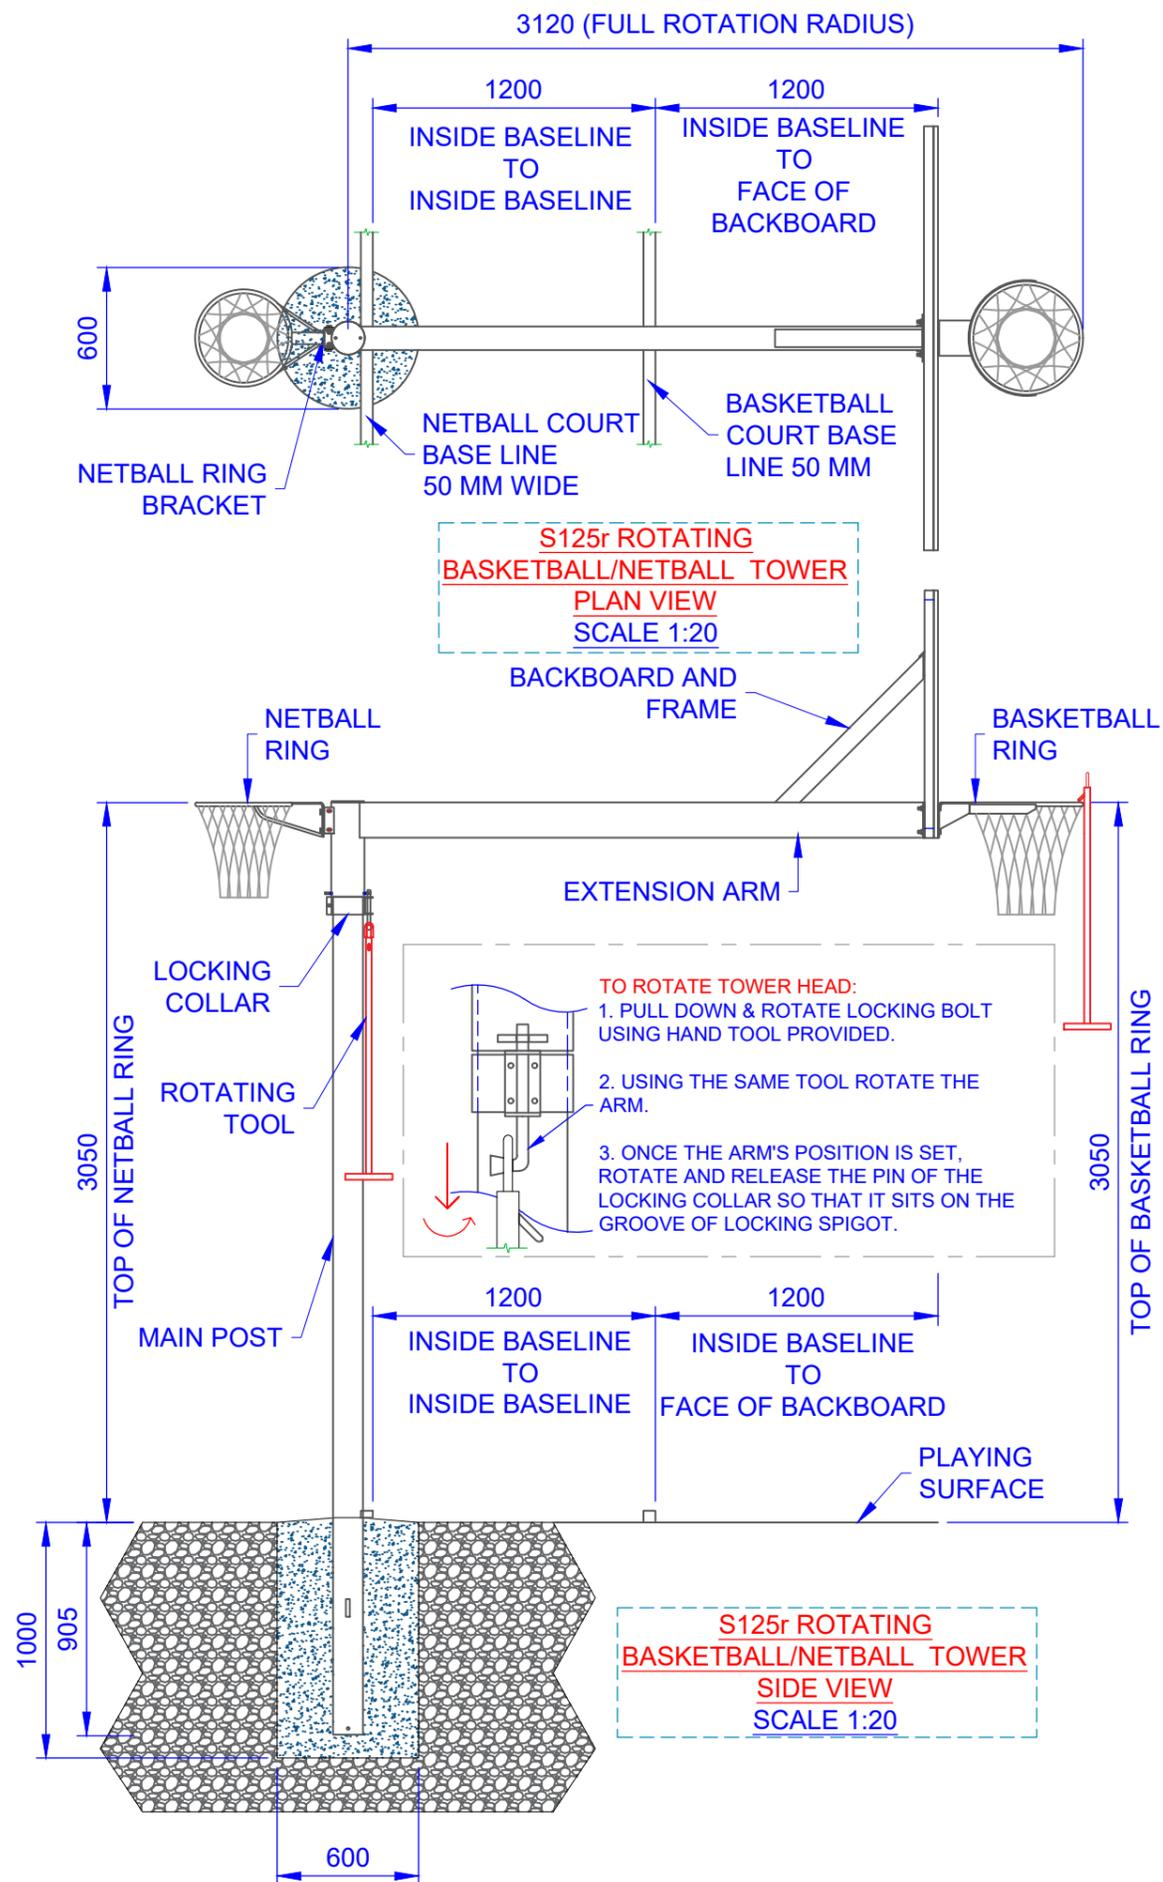 3120 (FULL ROTATION RADIUS)
1200
1200
INSIDE BASELINE
TO
INSIDE BASELINE
INSIDE BASELINE
TO
FACE OF
BACKBOARD
600
NETBALL RING
BRACKET
NETBALL COURT
BASE LINE
50 MM WIDE
BASKETBALL
COURT BASE
LINE 50 MM
S125r ROTATING
BASKETBALL/NETBALL TOWER
PLAN VIEW
SCALE 1:20
BACKBOARD AND
FRAME
NETBALL
RING
BASKETBALL
RING
EXTENSION ARM
LOCKING
COLLAR
ROTATING
TOOL
3050
TOP OF NETBALL RING
TO ROTATE TOWER HEAD:
1. PULL DOWN & ROTATE LOCKING BOLT
USING HAND TOOL PROVIDED.
2. USING THE SAME TOOL ROTATE THE
ARM.
3. ONCE THE ARM'S POSITION IS SET,
ROTATE AND RELEASE THE PIN OF THE
LOCKING COLLAR SO THAT IT SITS ON THE
GROOVE OF LOCKING SPIGOT.
3050
TOP OF BASKETBALL RING
MAIN POST
1200
1200
INSIDE BASELINE
TO
INSIDE BASELINE
INSIDE BASELINE
TO
FACE OF BACKBOARD
PLAYING
SURFACE
1000
905
S125r ROTATING
BASKETBALL/NETBALL TOWER
SIDE VIEW
SCALE 1:20
600